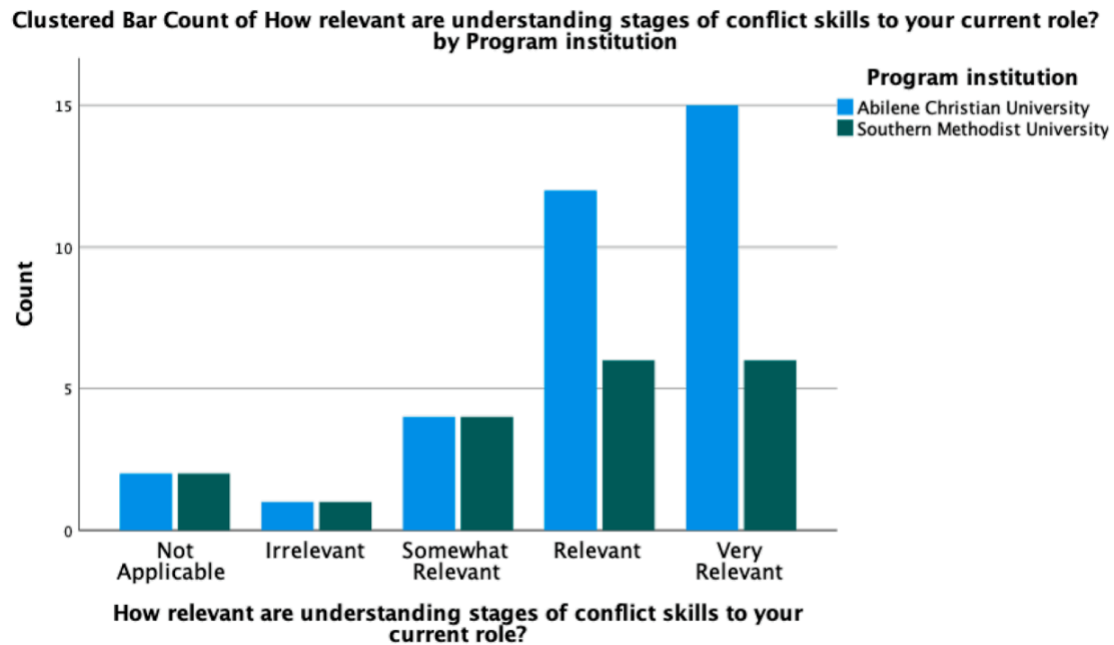 Clustered Bar Count of How relevant are understanding stages of conflict skills to your current role?
by Program institution
Program institution
Abilene Christian University
Southern Methodist University
Count
15
10
5
0
Not
Applicable
Irrelevant
Somewhat
Relevant
Relevant
Very
Relevant
How relevant are understanding stages of conflict skills to your
current role?